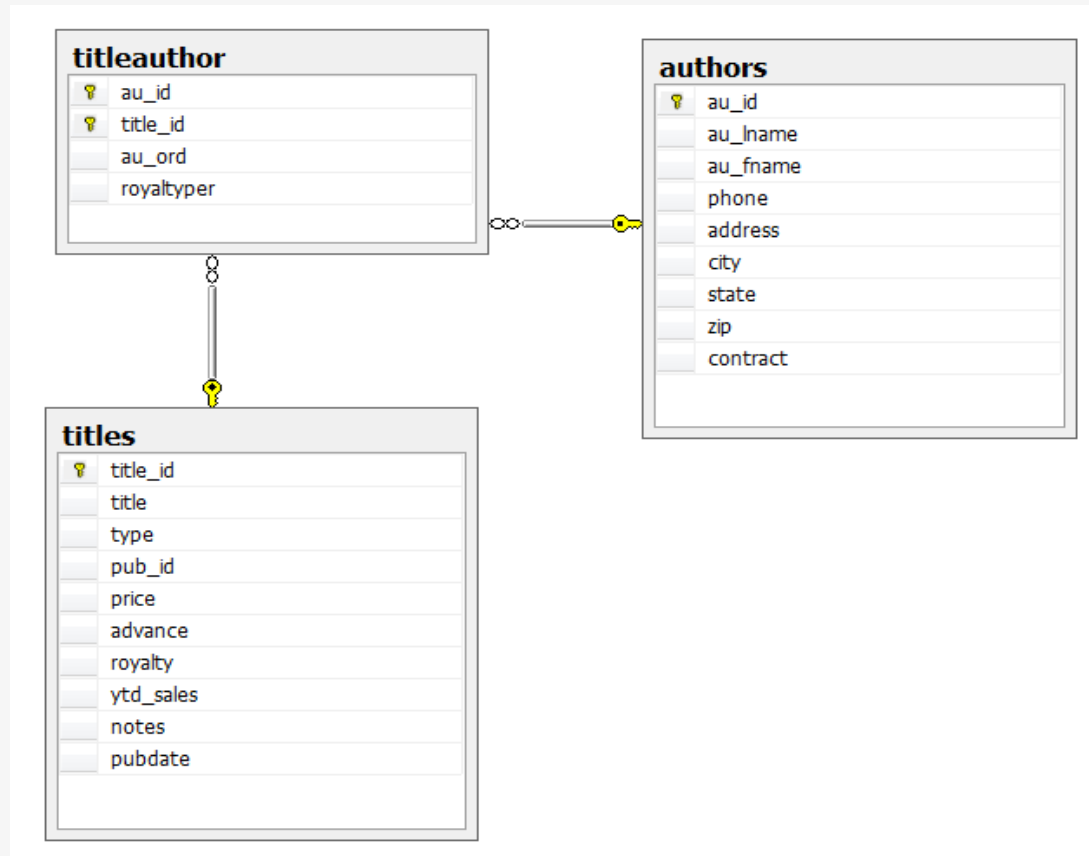 titleauthor
au_id
title_id
au_ord
royaltyper
authors
au_id
au_lname
au_fname
phone
address
city
state
zip
contract
titles
title_id
title
type
pub_id
price
advance
royalty
ytd_sales
notes
pubdate